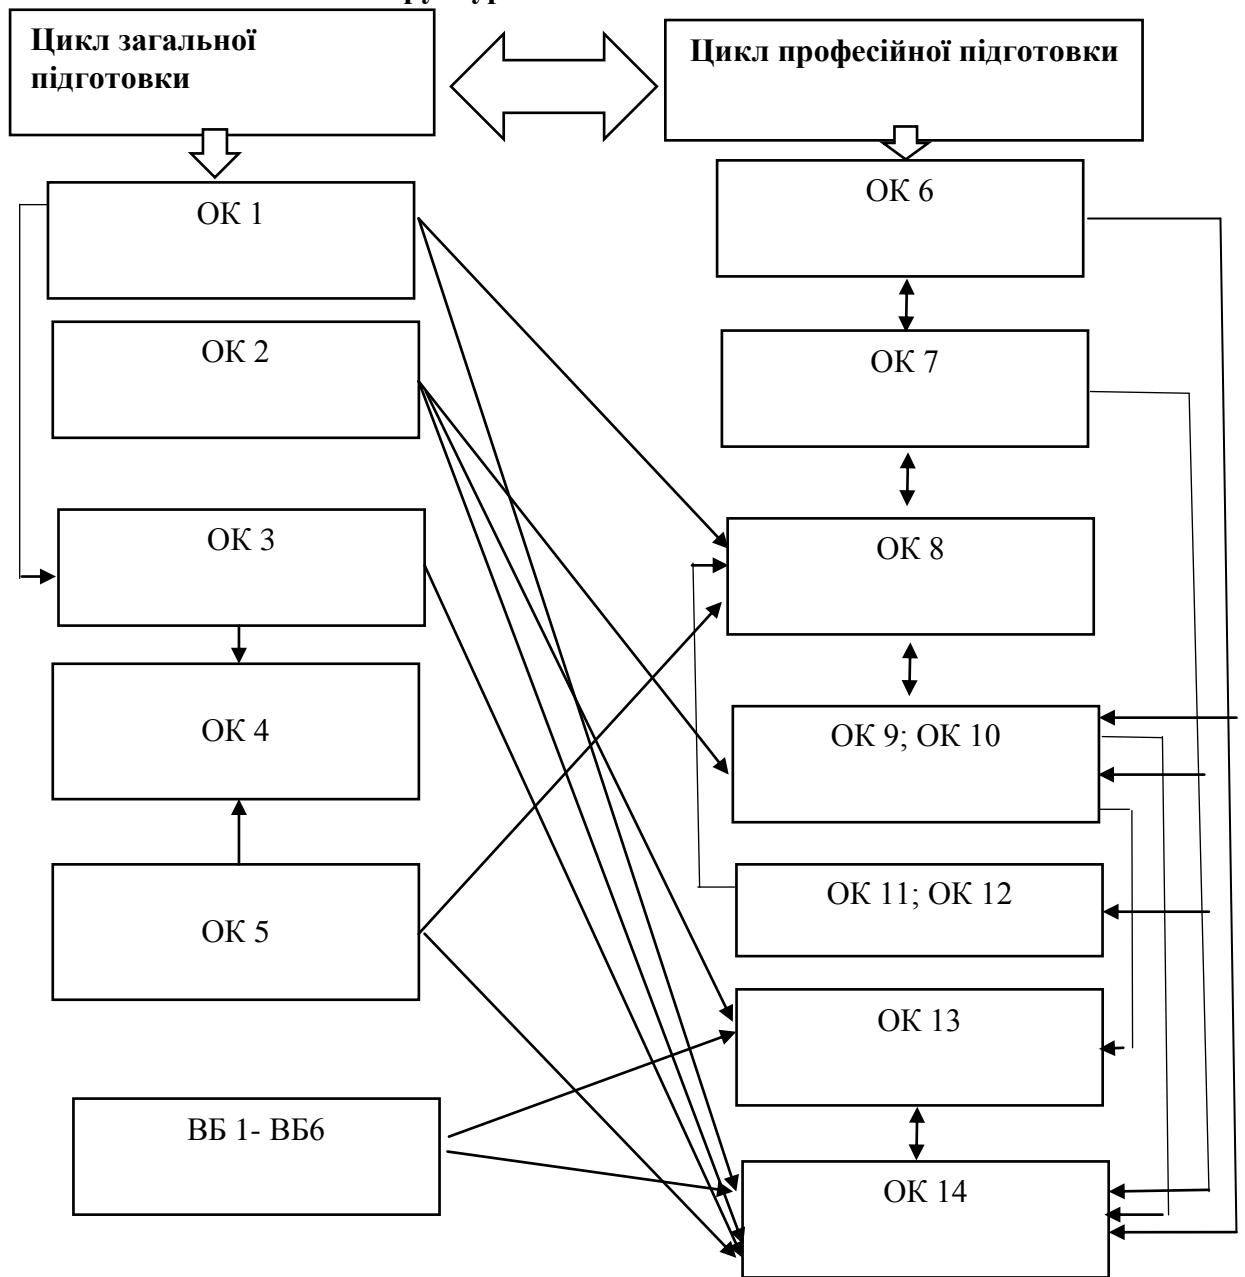 Цикл загальної
підготовки
Цикл професійної підготовки
ОК 1
ОК 2
ОК 3
ОК 4
ОК 5
ВБ 1- ВБ6
ОК 6
ОК 7
ОК 8
ОК 9; ОК 10
ОК 11; ОК 12
ОК 13
ОК 14